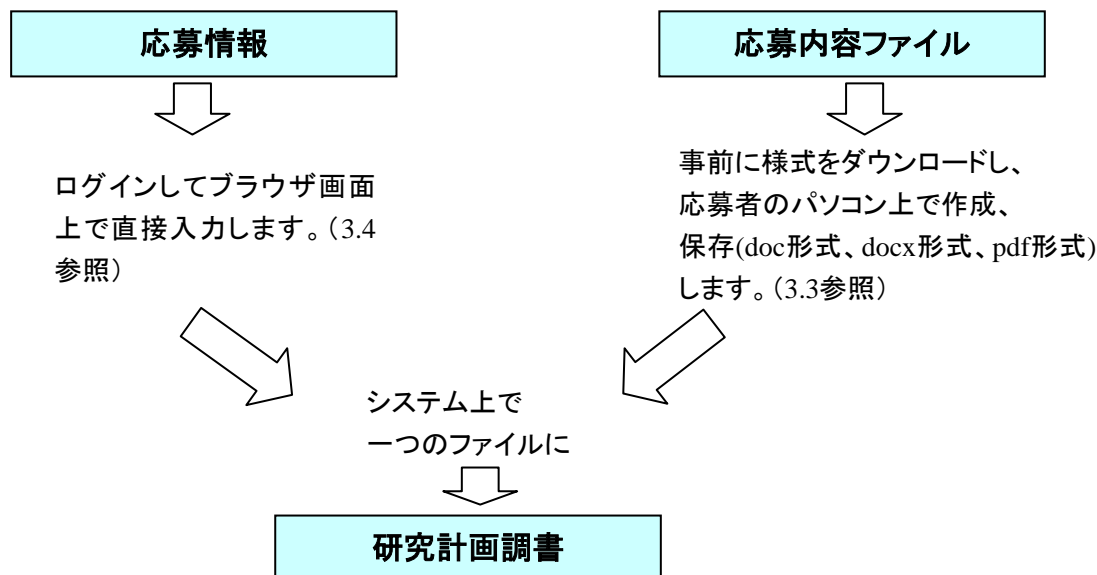 応募情報
応募内容ファイル
ログインしてブラウザ画面
上で直接入力します。（3.4
参照）
事前に様式をダウンロードし、
応募者のパソコン上で作成、
保存(doc形式、docx形式、pdf形式)
します。（3.3参照）
システム上で
一つのファイルに
研究計画調書